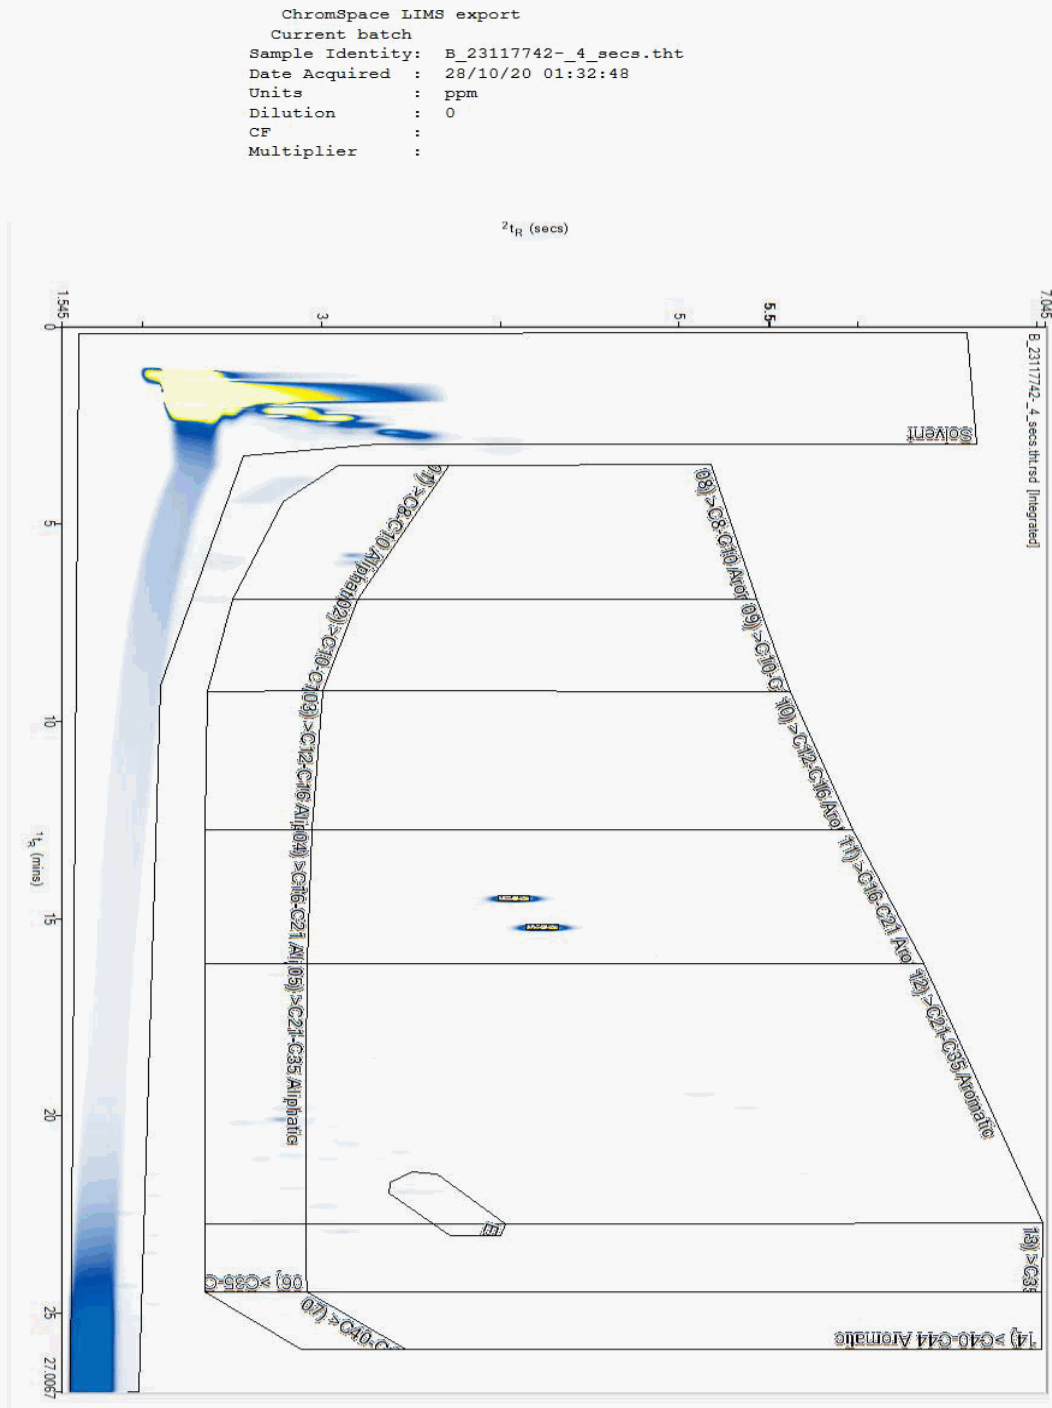 ChromSpace LIMS export
Current batch
Sample Identity: B_23117742-_4_secs.tht
Date Acquired : 28/10/20 01:32:48
Units : ppm
Dilution : 0
CF :
Multiplier :
²tR (secs)
1.545
3
5
5.5
7.045
B_23117742-_4_secs.tht.rsd [Integrated]
0
5
10
15
20
25
27.0067
¹tR (mins)
Solvent
01) >C8-C10 Aliphati
02) >C10-C1
03) >C12-C16 Alip
04) >C16-C21 Ali
05) >C21-C35 Aliphatic
06) >C35-C
07) >C40-C
08) >C8-C10 Aro
09) >C10-C
10) >C12-C16 Aro
11) >C16-C21 Aro
12) >C21-C35 Aromatic
13) >C35
14) >C40-C44 Aromatic